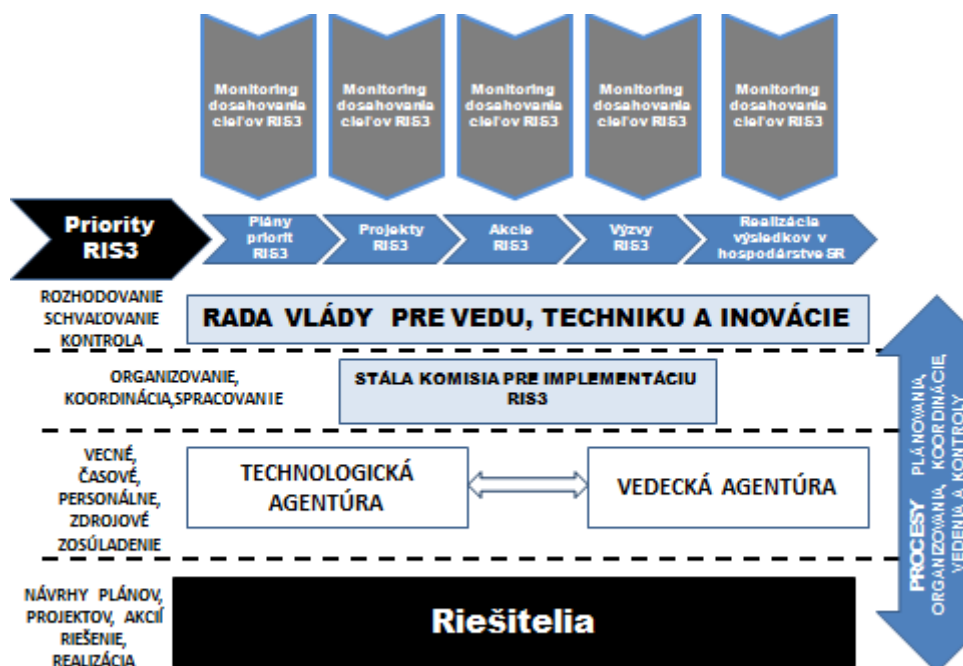 Monitoring
dosahovania
cieľov RIS3
Monitoring
dosahovania
cieľov RIS3
Monitoring
dosahovania
cieľov RIS3
Monitoring
dosahovania
cieľov RIS3
Monitoring
dosahovania
cieľov RIS3
Priority
RIS3
Plány
priorít
RIS3
Projekty
RIS3
Akcie
RIS3
Výzvy
RIS3
Realizácia
výsledkov v
hospodárstve SR
ROZHODOVANIE
SCHVAĽOVANIE
KONTROLA
RADA VLÁDY PRE VEDU, TECHNIKU A INOVÁCIE
ORGANIZOVANIE,
KOORDINÁCIA,SPRACOVANIE
STÁLA KOMISIA PRE IMPLEMENTÁCIU
RIS3
VECNÉ,
ČASOVÉ,
PERSONÁLNE,
ZDROJOVÉ
ZOSÚLADENIE
TECHNOLOGICKÁ
AGENTÚRA
VEDECKÁ AGENTÚRA
NÁVRHY PLÁNOV,
PROJEKTOV, AKCIÍ
RIEŠENIE,
REALIZÁCIA
Riešitelia
PROCESY PLÁNOVANIA,
ORGANIZOVANIA, KOORDINÁCIE,
VEDENIA A KONTROLY